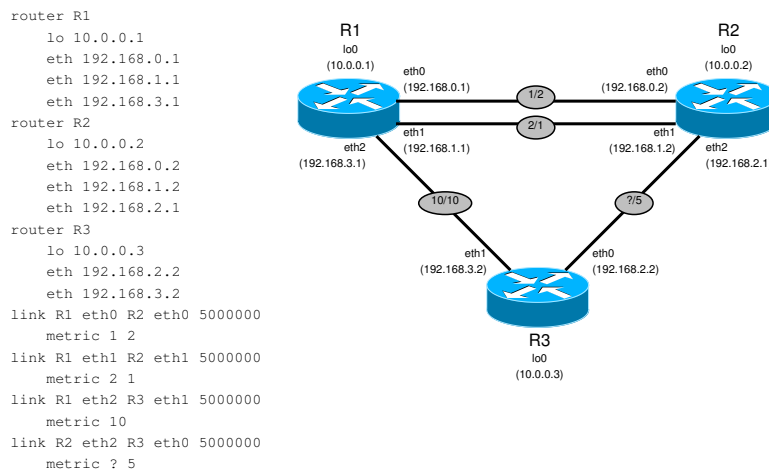 router R1
lo 10.0.0.1
eth 192.168.0.1
eth 192.168.1.1
eth 192.168.3.1
router R2
lo 10.0.0.2
eth 192.168.0.2
eth 192.168.1.2
eth 192.168.2.1
router R3
lo 10.0.0.3
eth 192.168.2.2
eth 192.168.3.2
link R1 eth0 R2 eth0 5000000
metric 1 2
link R1 eth1 R2 eth1 5000000
metric 2 1
link R1 eth2 R3 eth1 5000000
metric 10
link R2 eth2 R3 eth0 5000000
metric ? 5
R1
lo0
(10.0.0.1)
R2
lo0
(10.0.0.2)
eth0
(192.168.0.1)
1/2
eth0
(192.168.0.2)
2/1
eth1
(192.168.1.1)
eth1
(192.168.1.2)
eth2
(192.168.3.1)
eth2
(192.168.2.1
10/10
?/5
eth1
(192.168.3.2)
eth0
(192.168.2.2)
R3
lo0
(10.0.0.3)